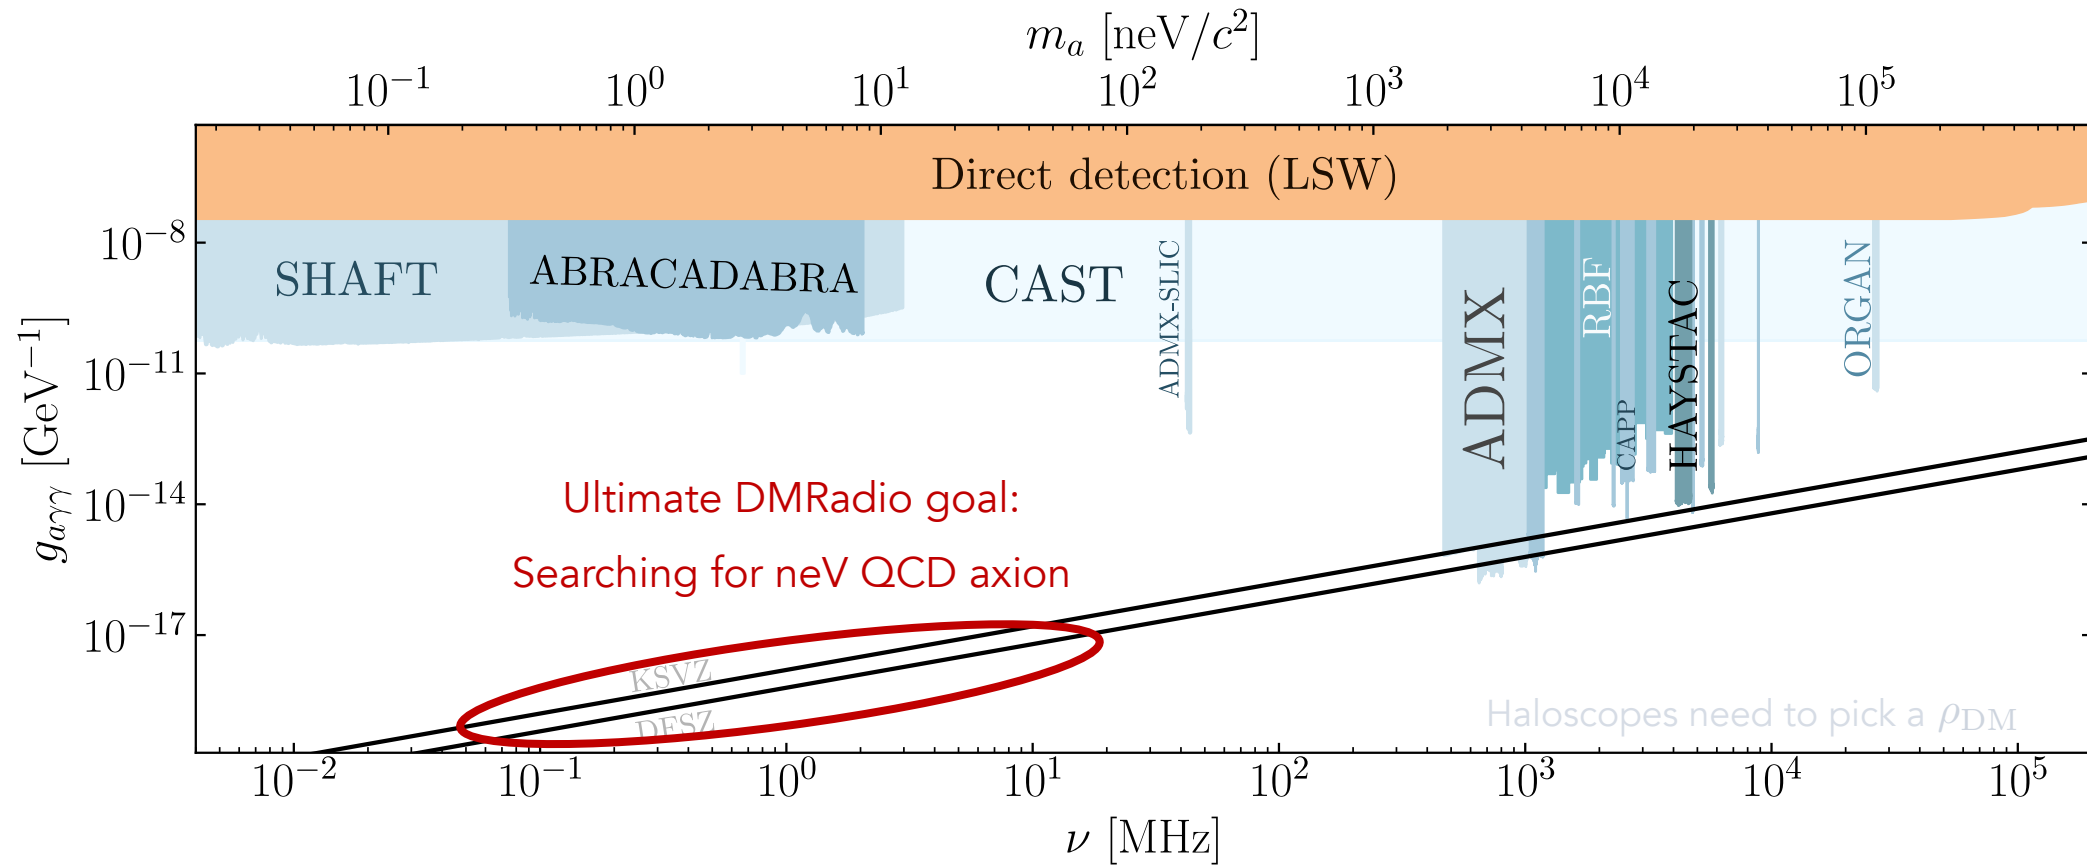 m_a [neV/c²]
10⁻¹ 10⁰ 10¹ 10² 10³ 10⁴ 10⁵
Direct detection (LSW)
10⁻⁸
10⁻¹¹
10⁻¹⁴
10⁻¹⁷
g_{aγγ} [GeV⁻¹]
SHAFT
ABRACADABRA
CAST
ADMX-SLIC
ADMX
RBF
CAPP
HAYSTAC
ORGAN
Ultimate DMRadio goal:
Searching for neV QCD axion
KSVZ
DFSZ
Haloscopes need to pick a ρ_DM
10⁻² 10⁻¹ 10⁰ 10¹ 10² 10³ 10⁴ 10⁵
ν [MHz]